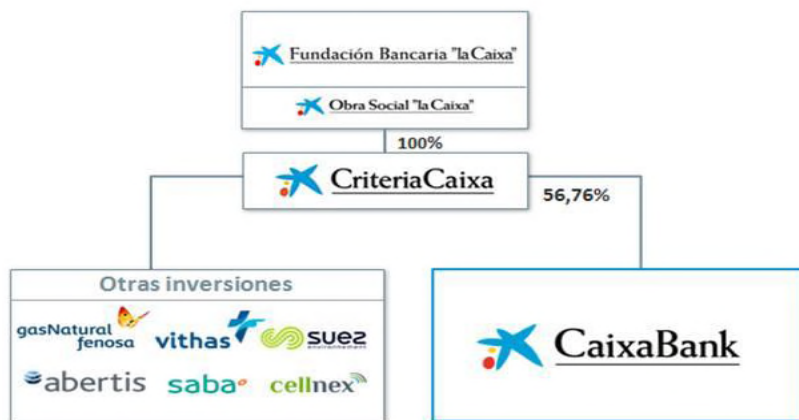 Fundación Bancaria "la Caixa"
Obra Social "la Caixa"
100%
CriteriaCaixa
56,76%
Otras inversiones
gasNatural
fenosa
vithas
suez
environnement
abertis
saba
cellnex
CaixaBank